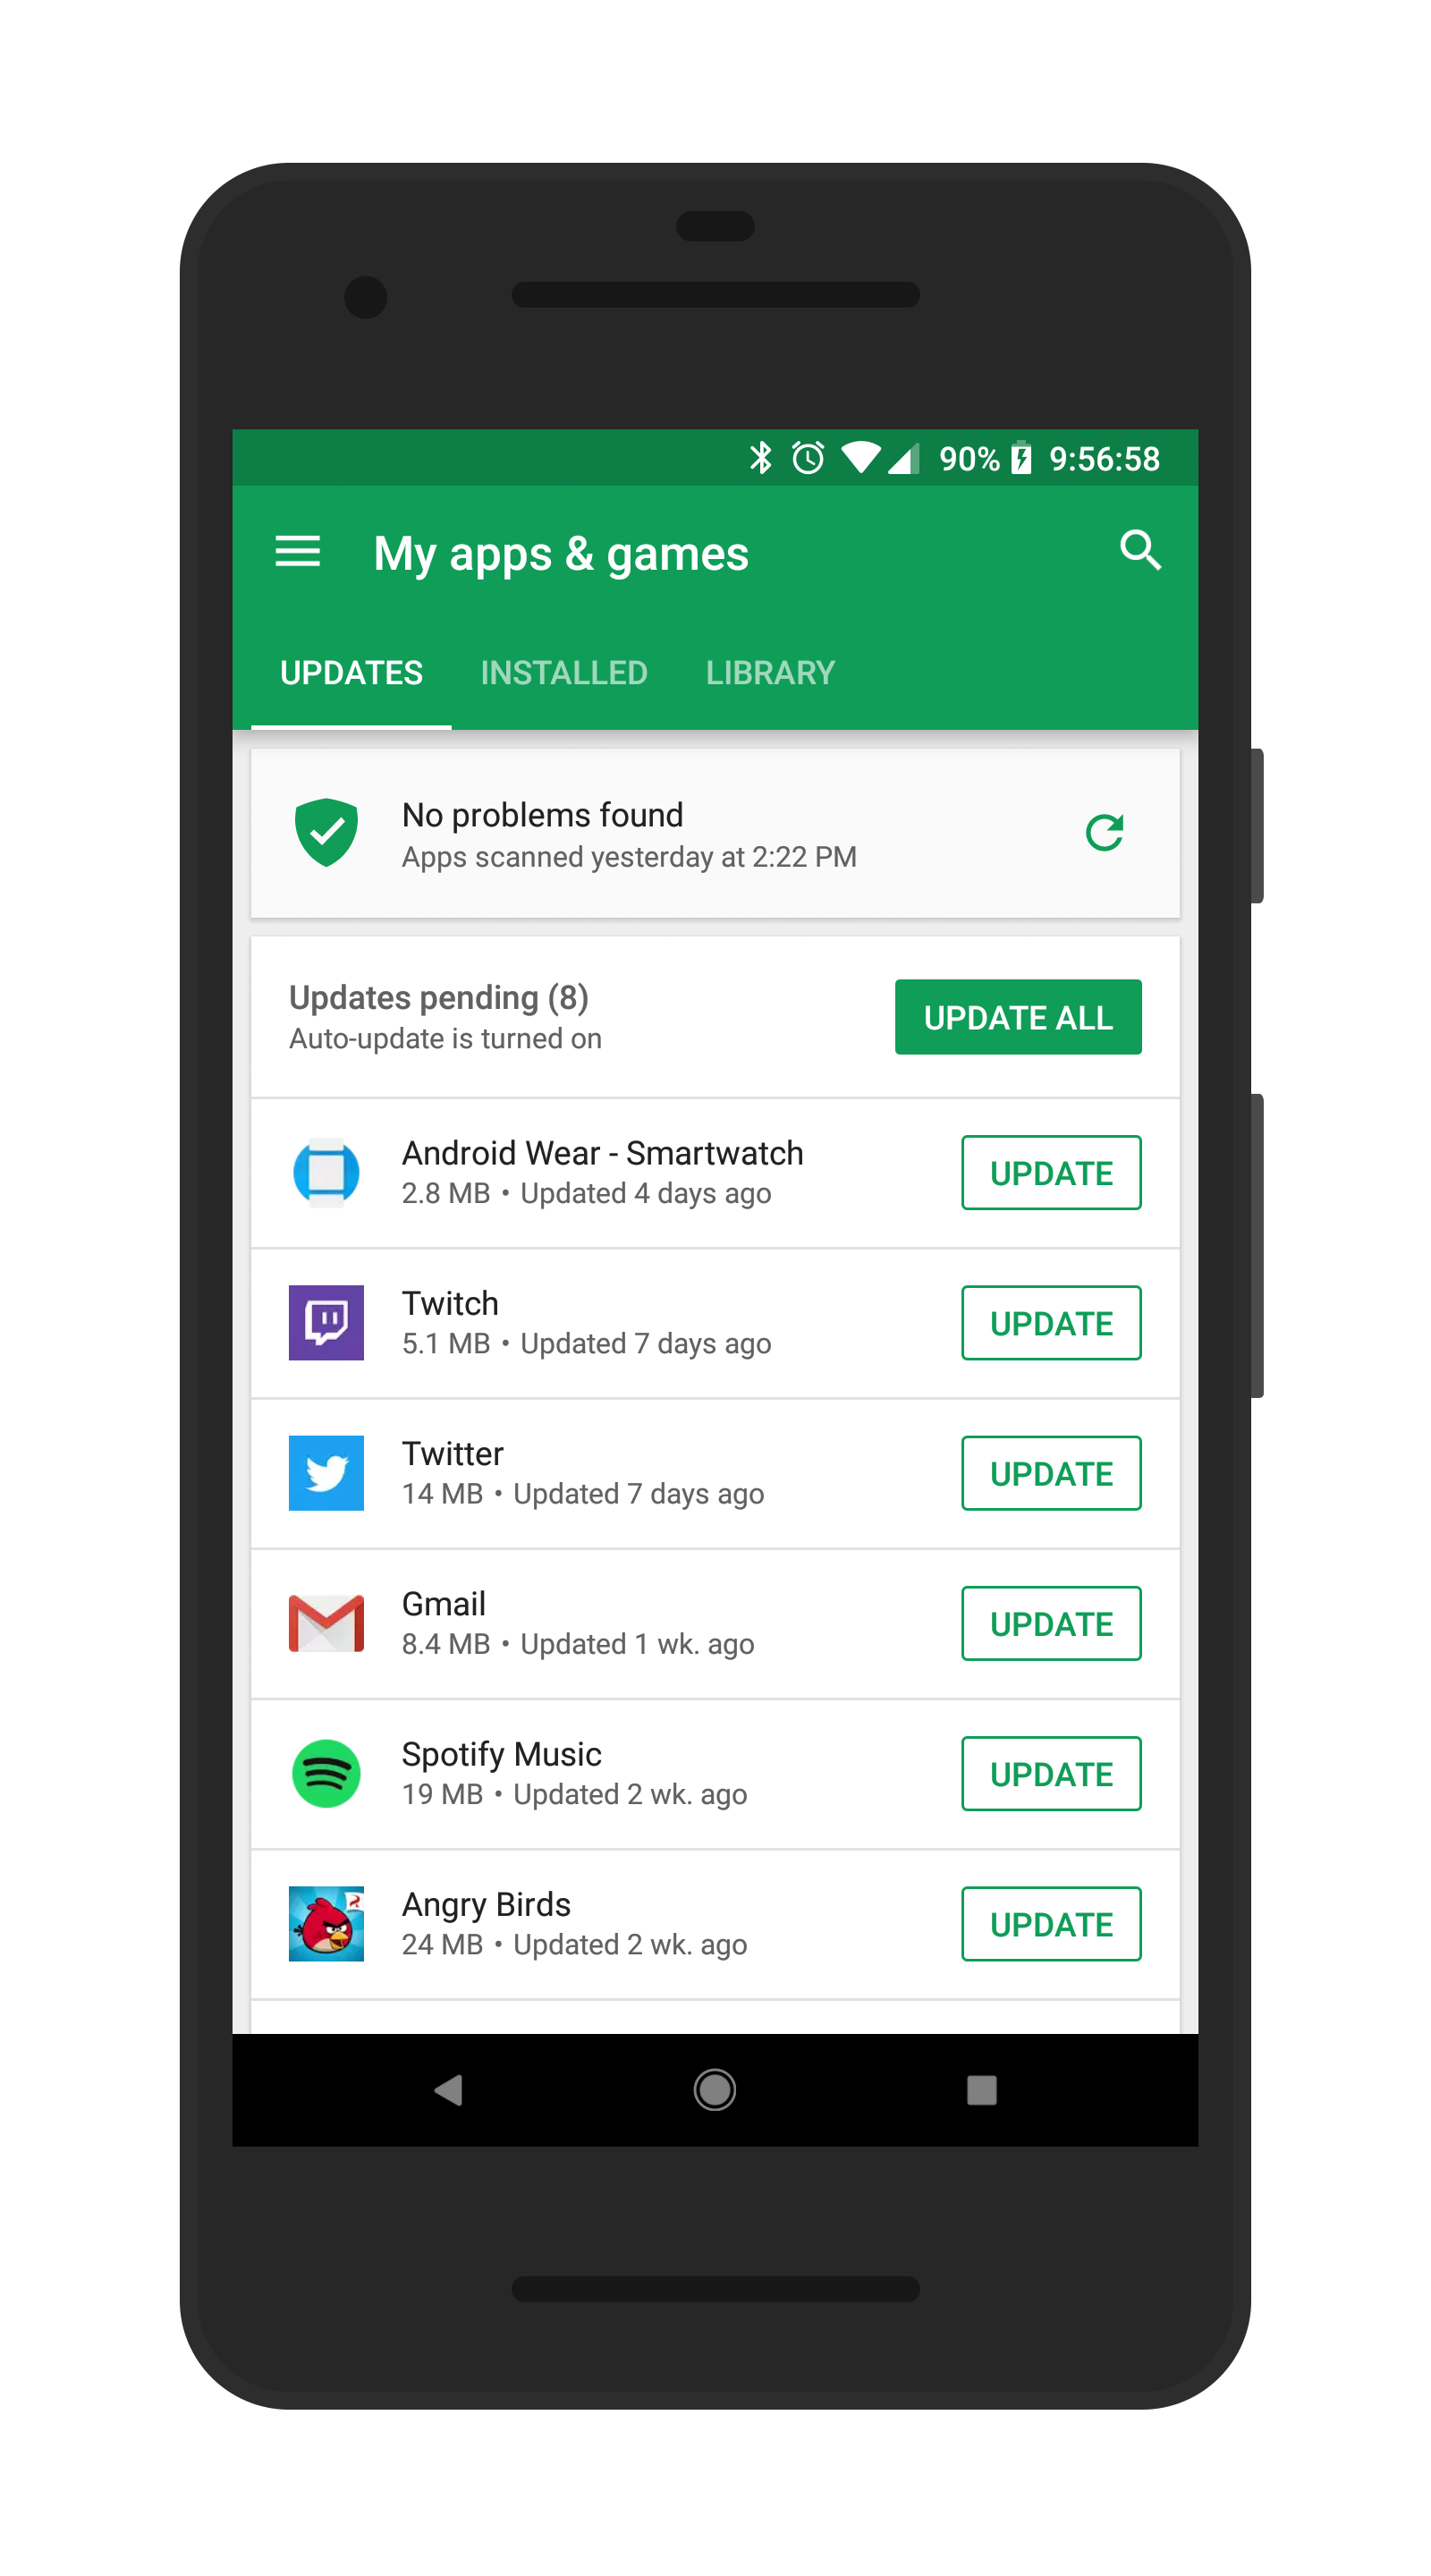 90% 9:56:58
My apps & games
UPDATES INSTALLED LIBRARY
No problems found
Apps scanned yesterday at 2:22 PM
Updates pending (8)
Auto-update is turned on
UPDATE ALL
Android Wear - Smartwatch
2.8 MB • Updated 4 days ago
UPDATE
Twitch
5.1 MB • Updated 7 days ago
UPDATE
Twitter
14 MB • Updated 7 days ago
UPDATE
Gmail
8.4 MB • Updated 1 wk. ago
UPDATE
Spotify Music
19 MB • Updated 2 wk. ago
UPDATE
Angry Birds
24 MB • Updated 2 wk. ago
UPDATE